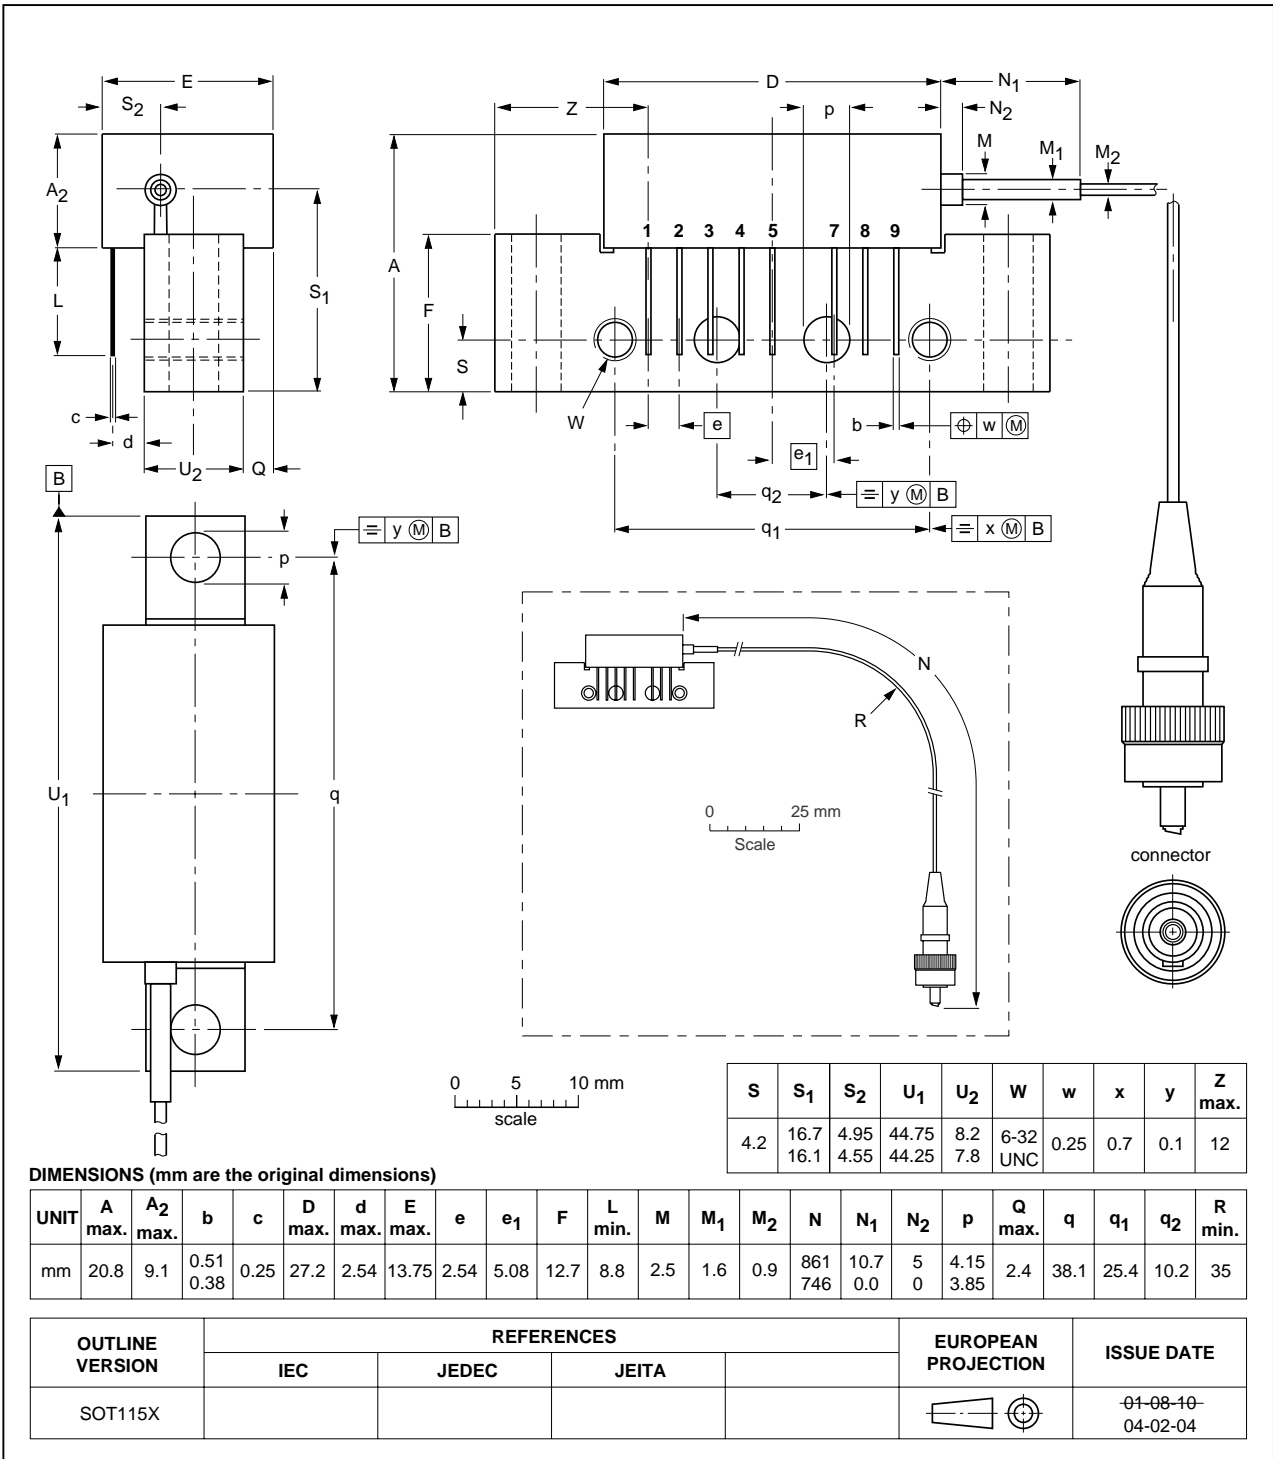 E
S2
A2
L
S1
c
d
U2
Q
D
N1
Z
p
N2
M
M1
M2
A
F
S
1 2 3 4 5 7 8 9
W
e
b
w M
e1
q2
y M B
q1
x M B
B
y M B
p
U1
q
N
R
0 25 mm
Scale
connector
0 5 10 mm
scale
S S1 S2 U1 U2 W w x y Z max.
4.2 16.7 16.1 4.95 4.55 44.75 44.25 8.2 7.8 6-32 UNC 0.25 0.7 0.1 12
DIMENSIONS (mm are the original dimensions)
UNIT A max. A2 max. b c D max. d max. E max. e e1 F L min. M M1 M2 N N1 N2 p Q max. q q1 q2 R min.
mm 20.8 9.1 0.51 0.38 0.25 27.2 2.54 13.75 2.54 5.08 12.7 8.8 2.5 1.6 0.9 861 746 10.7 0.0 5 0 4.15 3.85 2.4 38.1 25.4 10.2 35
OUTLINE VERSION
REFERENCES
IEC JEDEC JEITA
EUROPEAN PROJECTION
ISSUE DATE
SOT115X
01-08-10
04-02-04